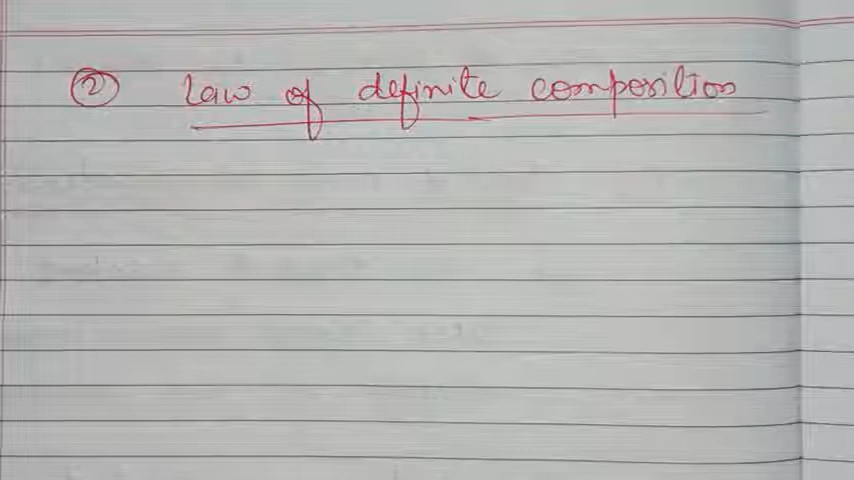 ② Law of definite composition